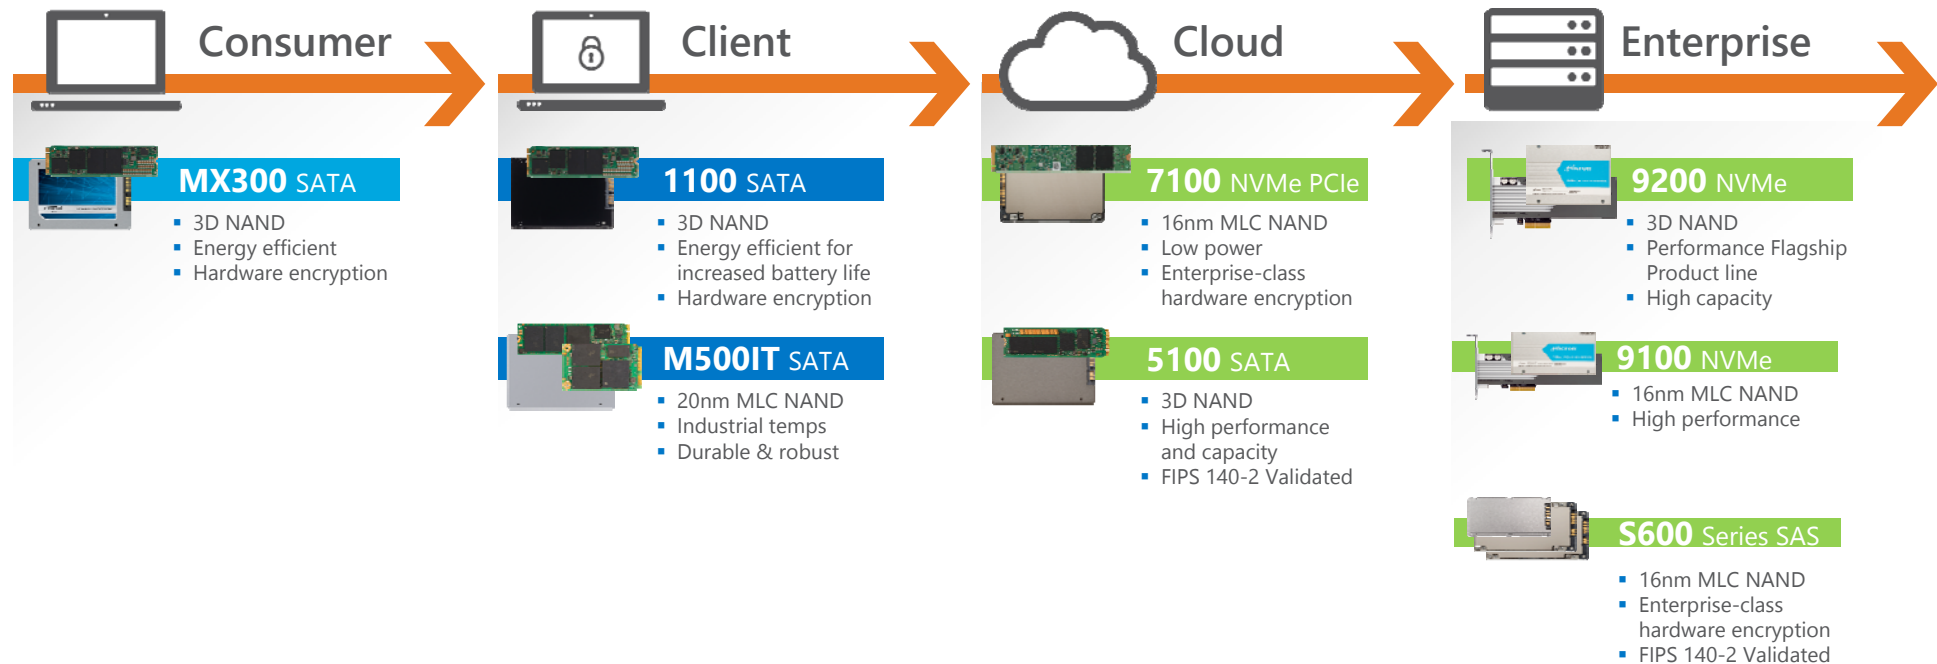 Consumer
MX300 SATA
3D NAND
Energy efficient
Hardware encryption
Client
1100 SATA
3D NAND
Energy efficient for
increased battery life
Hardware encryption
M500IT SATA
20nm MLC NAND
Industrial temps
Durable & robust
Cloud
7100 NVMe PCIe
16nm MLC NAND
Low power
Enterprise-class
hardware encryption
5100 SATA
3D NAND
High performance
and capacity
FIPS 140-2 Validated
Enterprise
9200 NVMe
3D NAND
Performance Flagship
Product line
High capacity
9100 NVMe
16nm MLC NAND
High performance
S600 Series SAS
16nm MLC NAND
Enterprise-class
hardware encryption
FIPS 140-2 Validated